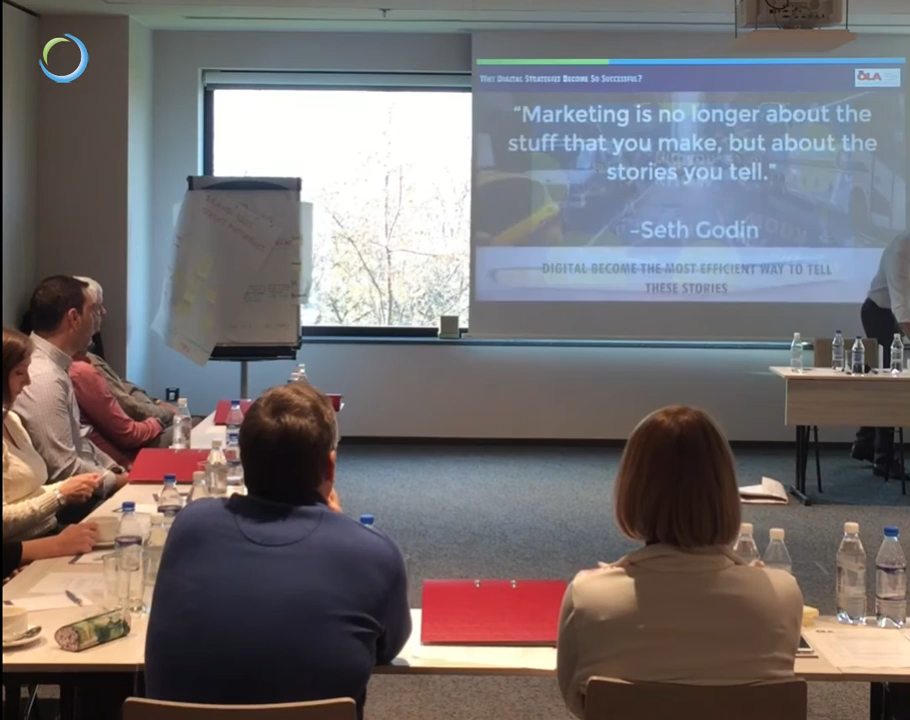 WHY DIGITAL STRATEGIES BECOME SO SUCCESSFUL?
OLA
"Marketing is no longer about the
stuff that you make, but about the
stories you tell."
-Seth Godin
DIGITAL BECOME THE MOST EFFICIENT WAY TO TELL
THESE STORIES